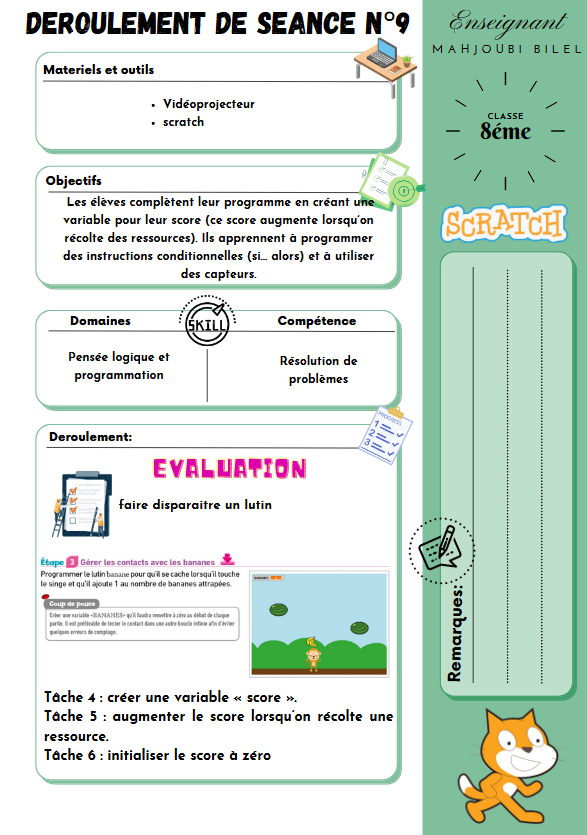 DEROULEMENT DE SEANCE N°9
Enseignant
MAHJOUBI BILEL
CLASSE
8éme
SCRATCH
Materiels et outils
Vidéoprojecteur
scratch
Objectifs
Les élèves complètent leur programme en créant une
variable pour leur score (ce score augmente lorsqu'on
récolte des ressources). Ils apprennent à programmer
des instructions conditionnelles (si... alors) et à utiliser
des capteurs.
Domaines
SKILL
Compétence
Pensée logique et
programmation
Résolution de
problèmes
PROGRESS
1
2
3
Deroulement:
EVALUATION
faire disparaitre un lutin
Étape 3 Gérer les contacts avec les bananes
Programmer le lutin banane pour qu'il se cache lorsqu'il touche
le singe et qu'il ajoute 1 au nombre de bananes attrapées.
Coup de pouce
Créer une variable «BANANES» qu'il faudra remettre à zéro au début de chaque
partie. Il est préférable de tester le contact dans une autre boucle infinie afin d'éviter
quelques erreurs de comptage.
BANANES
Tâche 4 : créer une variable « score ».
Tâche 5 : augmenter le score lorsqu'on récolte une
ressource.
Tâche 6 : initialiser le score à zéro
Remarques: